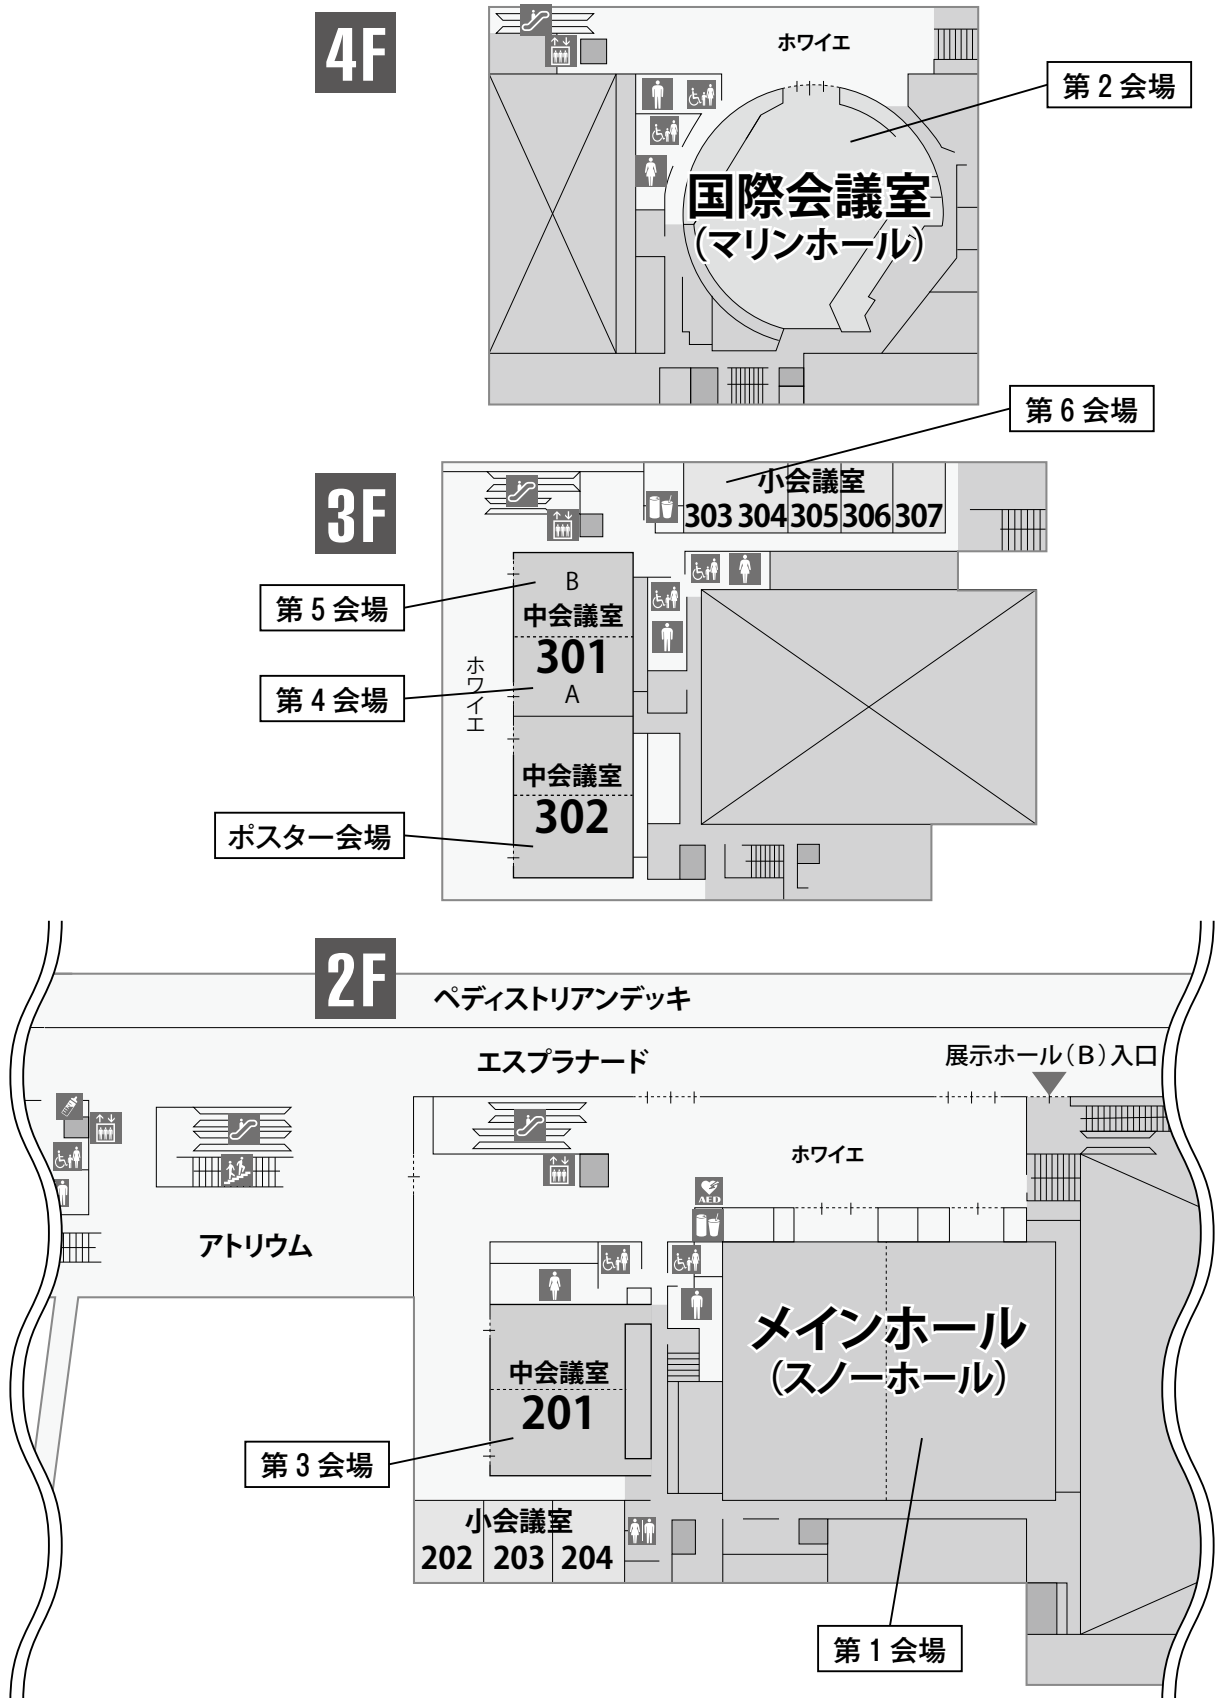 4F
ホワイエ
第2会場
国際会議室
(マリンホール)
第6会場
3F
小会議室
303 304 305 306 307
B
第5会場
中会議室
301
ホワイエ
第4会場
A
中会議室
302
ポスター会場
2F
ペディストリアンデッキ
エスプラナード
展示ホール(B)入口
ホワイエ
AED
アトリウム
メインホール
(スノーホール)
中会議室
201
第3会場
小会議室
202 203 204
第1会場